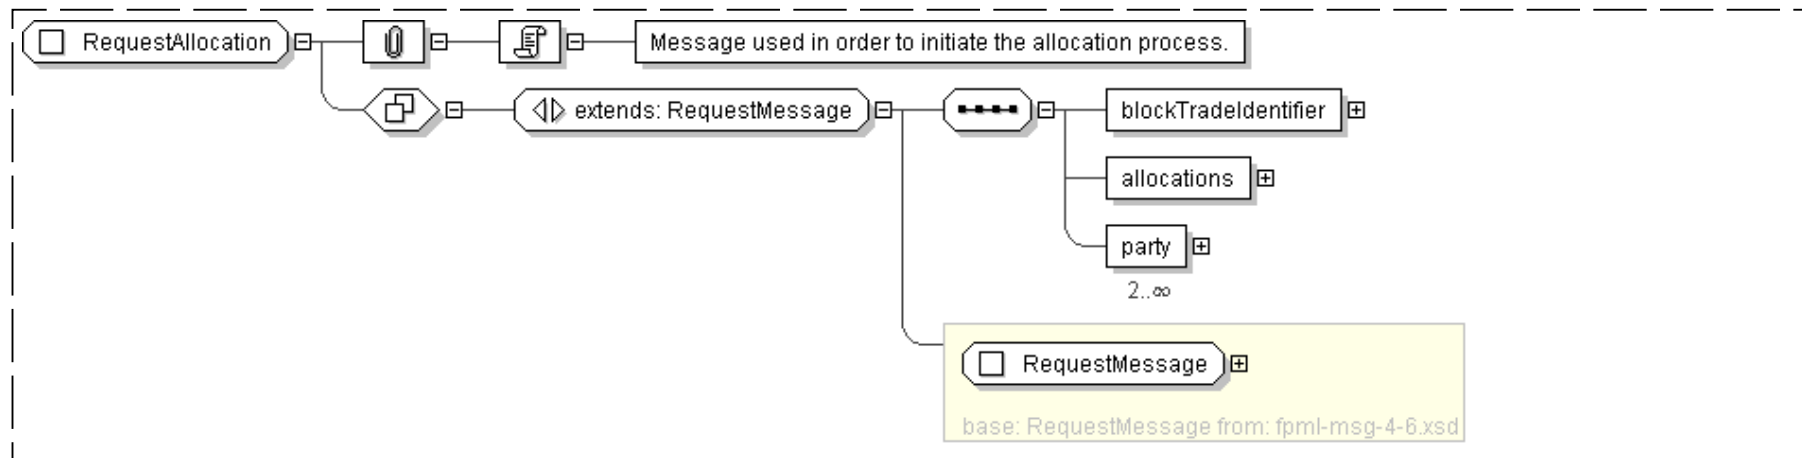 RequestAllocation
Message used in order to initiate the allocation process.
extends: RequestMessage
blockTradeIdentifier
allocations
party
2..∞
RequestMessage
base: RequestMessage from: fpml-msg-4-6.xsd